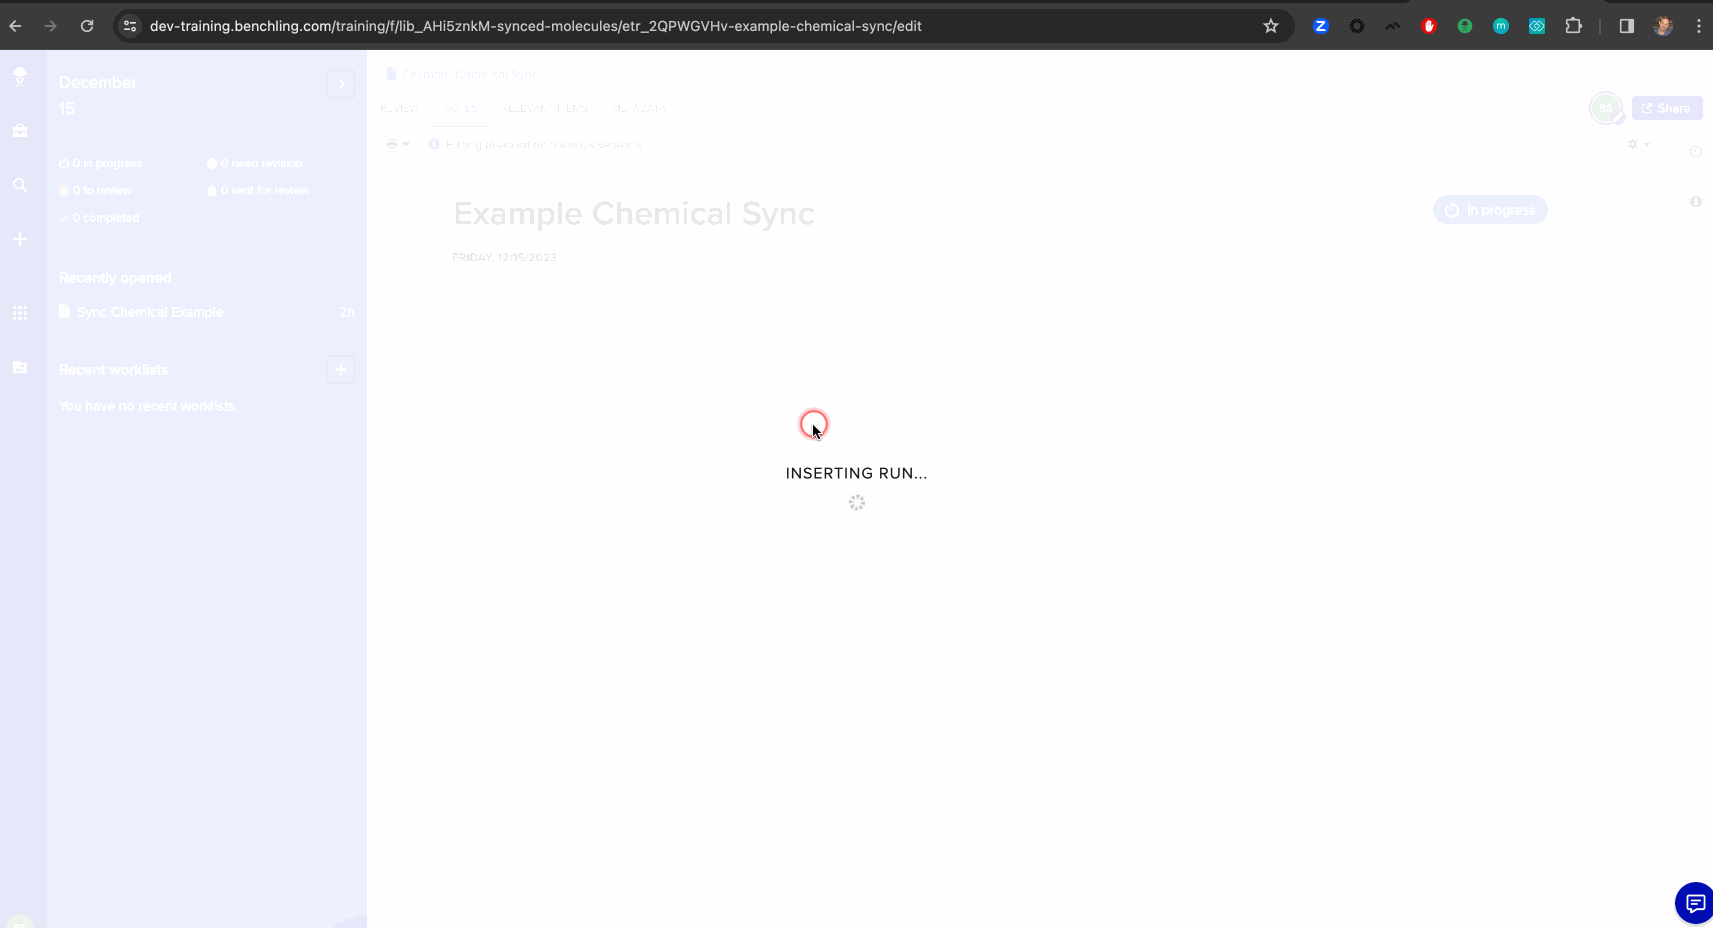 dev-training.benchling.com/training/f/lib_AHi5znkM-synced-molecules/etr_2QPWGVHv-example-chemical-sync/edit
December
15
0 in progress
0 need revision
0 to review
0 sent for review
0 completed
Recently opened
Sync Chemical Example
2h
Recent worklists
You have no recent worklists.
Example Chemical Sync
REVIEW
NOTES
RELEVANT ITEMS
METADATA
BS
Share
Editing disabled on previous versions
Example Chemical Sync
In progress
FRIDAY, 12/15/2023
INSERTING RUN...